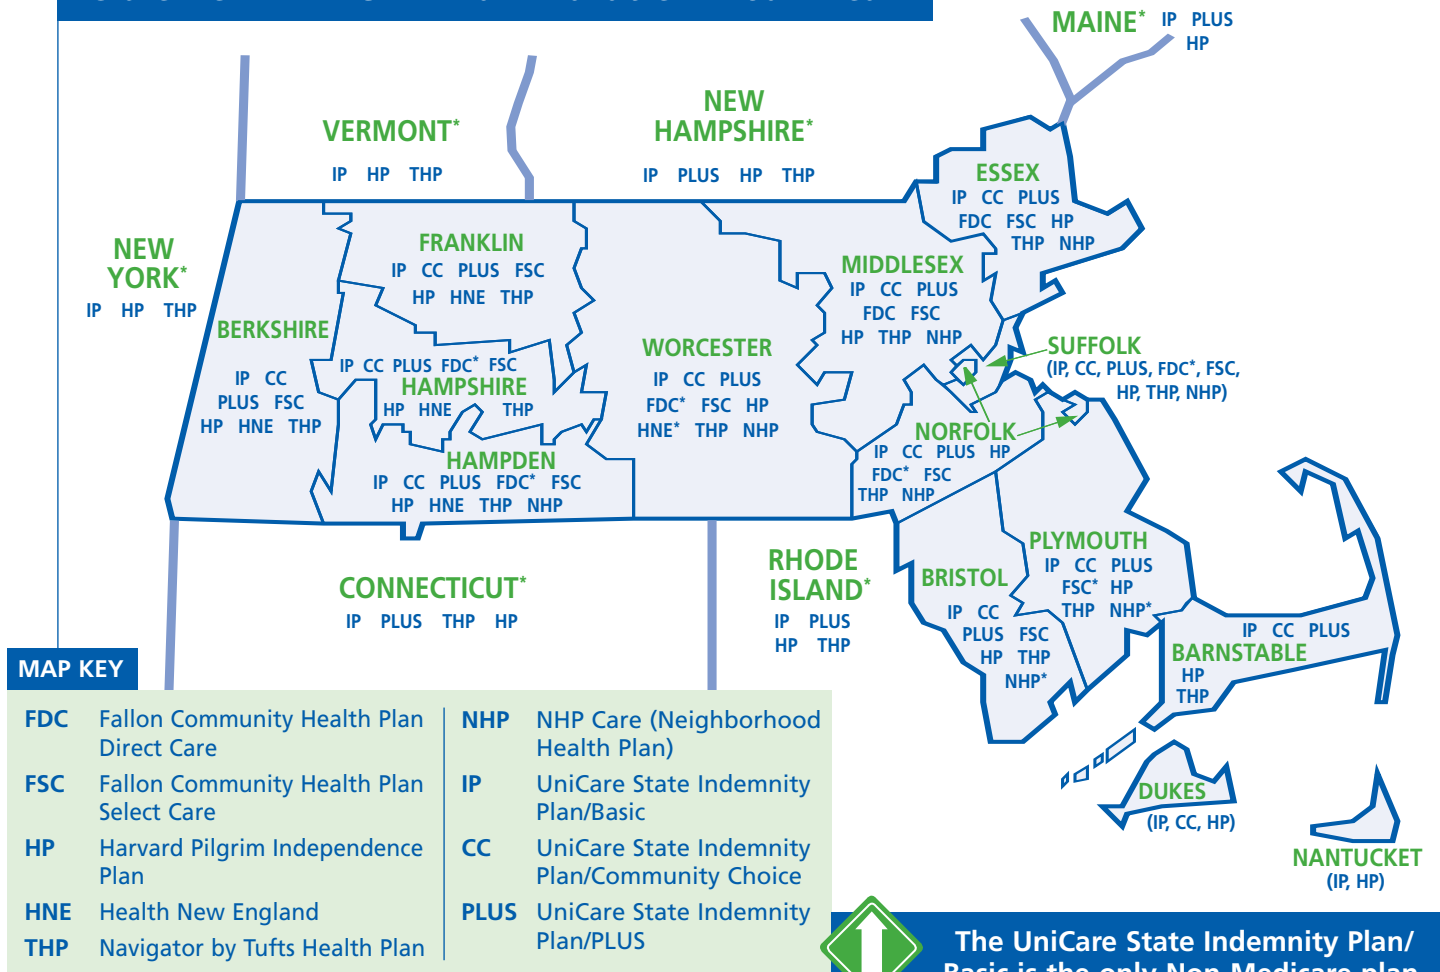 MAINE* IP PLUS
HP
VERMONT*
IP HP THP
NEW
HAMPSHIRE*
IP PLUS HP THP
ESSEX
IP CC PLUS
FDC FSC HP
THP NHP
NEW
YORK*
IP HP THP
FRANKLIN
IP CC PLUS FSC
HP HNE THP
MIDDLESEX
IP CC PLUS
FDC FSC
HP THP NHP
BERKSHIRE
IP CC
PLUS FSC
HP HNE THP
IP CC PLUS FDC* FSC
HAMPSHIRE
HP HNE THP
WORCESTER
IP CC PLUS
FDC* FSC HP
HNE* THP NHP
SUFFOLK
(IP, CC, PLUS, FDC*, FSC,
HP, THP, NHP)
NORFOLK
IP CC PLUS HP
FDC* FSC
THP NHP
HAMPDEN
IP CC PLUS FDC* FSC
HP HNE THP NHP
CONNECTICUT*
IP PLUS THP HP
RHODE
ISLAND*
IP PLUS
HP THP
BRISTOL
IP CC
PLUS FSC
HP THP
NHP*
PLYMOUTH
IP CC PLUS
FSC* HP
THP NHP*
IP CC PLUS
BARNSTABLE
HP
THP
DUKES
(IP, CC, HP)
NANTUCKET
(IP, HP)
MAP KEY
FDC Fallon Community Health Plan
Direct Care
FSC Fallon Community Health Plan
Select Care
HP Harvard Pilgrim Independence
Plan
HNE Health New England
THP Navigator by Tufts Health Plan
NHP NHP Care (Neighborhood
Health Plan)
IP UniCare State Indemnity
Plan/Basic
CC UniCare State Indemnity
Plan/Community Choice
PLUS UniCare State Indemnity
Plan/PLUS
The UniCare State Indemnity Plan/
Basic is the only Non-Medicare plan